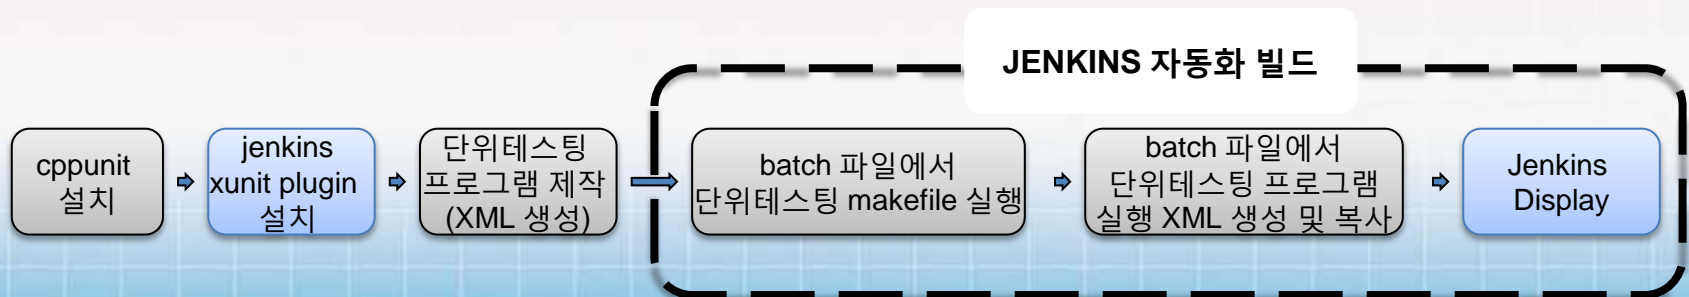 JENKINS 자동화 빌드
cppunit
설치
jenkins
xunit plugin
설치
단위테스팅
프로그램 제작
(XML 생성)
batch 파일에서
단위테스팅 makefile 실행
batch 파일에서
단위테스팅 프로그램
실행 XML 생성 및 복사
Jenkins
Display